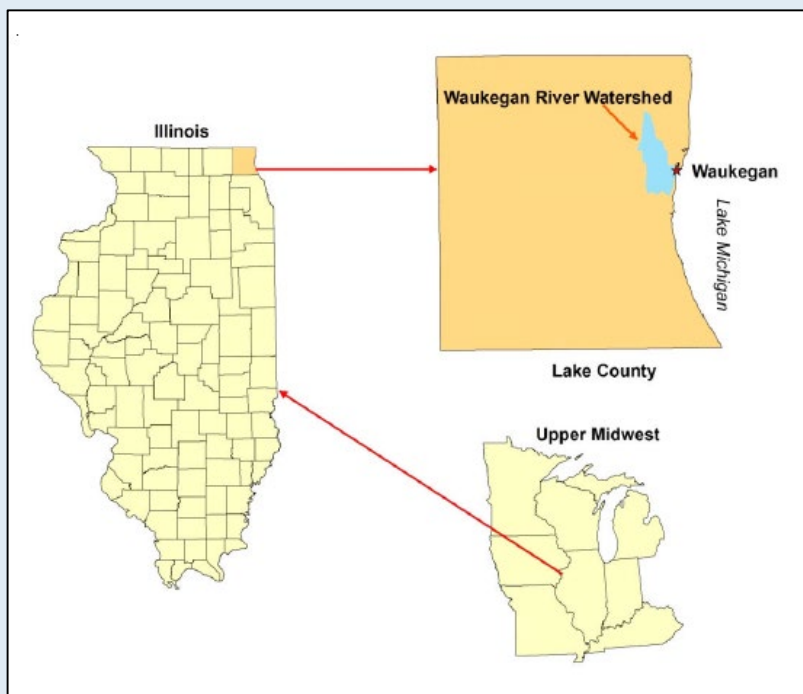 Illinois
Waukegan River Watershed
Waukegan
Lake Michigan
Lake County
Upper Midwest